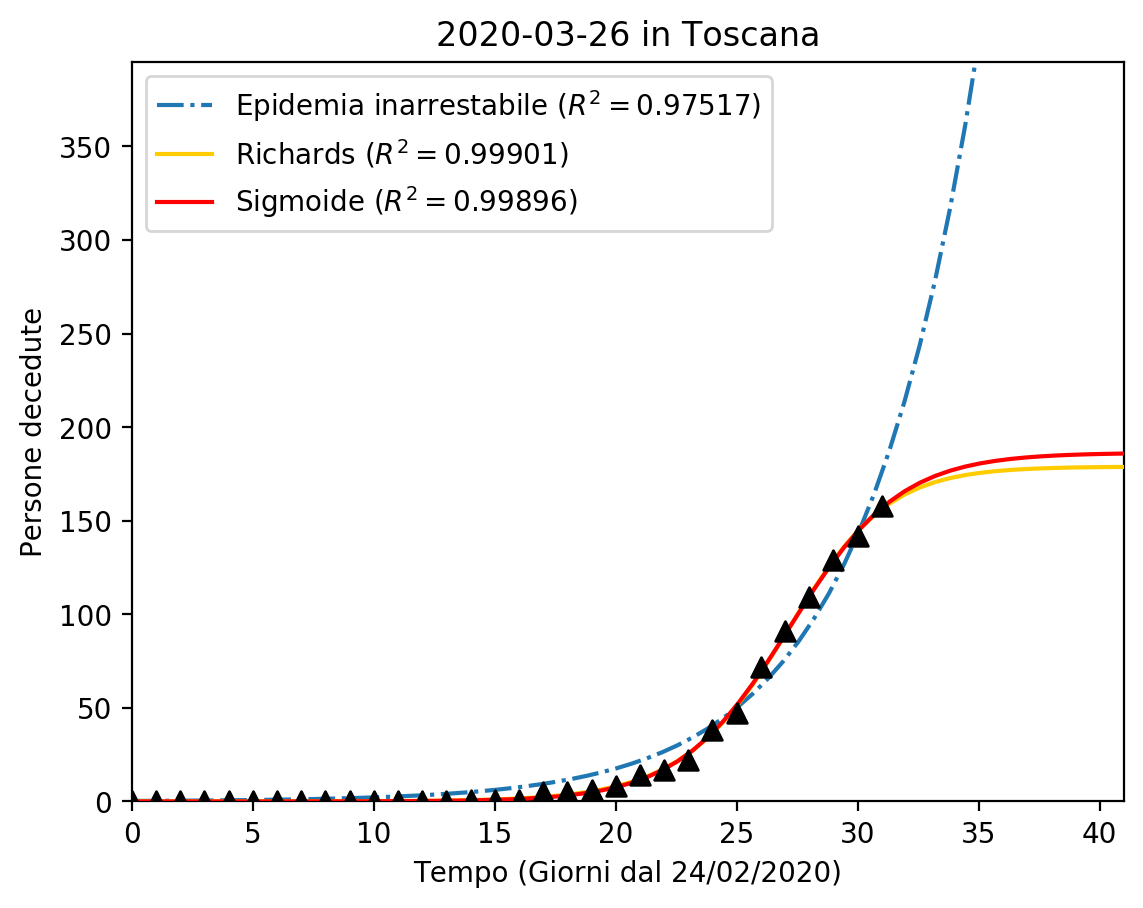 2020-03-26 in Toscana
Epidemia inarrestabile (R² = 0.97517)
Richards (R² = 0.99901)
Sigmoide (R² = 0.99896)
Persone decedute
350
300
250
200
150
100
50
0
0 5 10 15 20 25 30 35 40
Tempo (Giorni dal 24/02/2020)